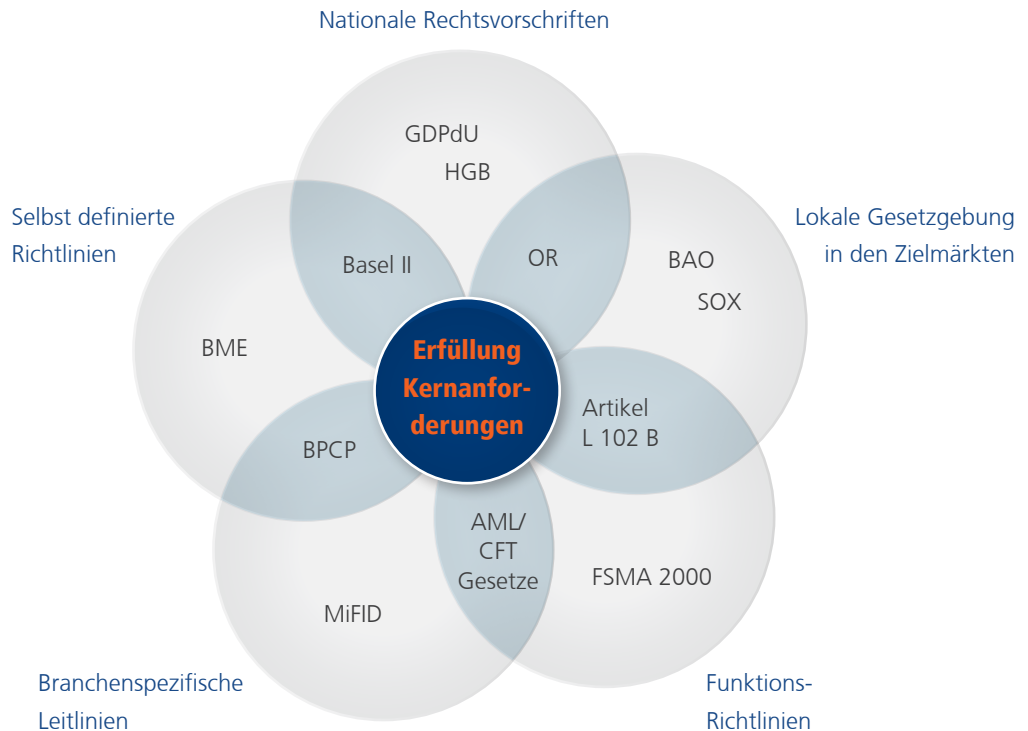 Nationale Rechtsvorschriften
GDPdU
HGB
Selbst definierte
Richtlinien
Lokale Gesetzgebung
in den Zielmärkten
Basel II
OR
BAO
SOX
BME
Erfüllung
Kernanfor-
derungen
Artikel
L 102 B
BPCP
AML/
CFT
Gesetze
FSMA 2000
MiFID
Branchenspezifische
Leitlinien
Funktions-
Richtlinien